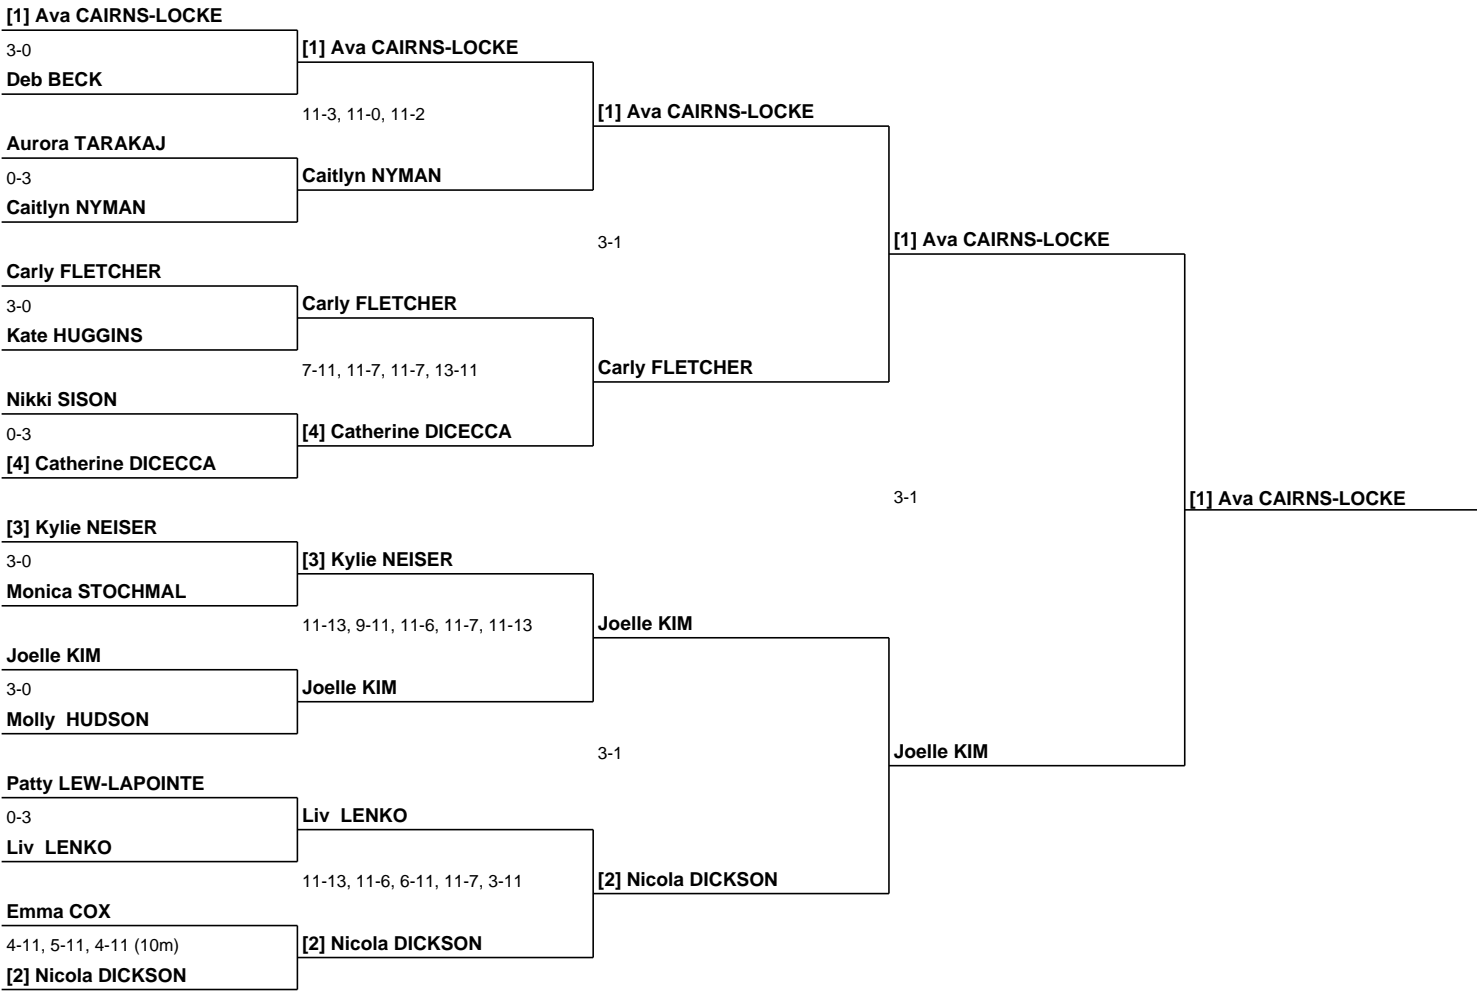 [1] Ava CAIRNS-LOCKE
3-0
Deb BECK
Aurora TARAKAJ
0-3
Caitlyn NYMAN
Carly FLETCHER
3-0
Kate HUGGINS
Nikki SISON
0-3
[4] Catherine DICECCA
[3] Kylie NEISER
3-0
Monica STOCHMAL
Joelle KIM
3-0
Molly HUDSON
Patty LEW-LAPOINTE
0-3
Liv LENKO
Emma COX
4-11, 5-11, 4-11 (10m)
[2] Nicola DICKSON
[1] Ava CAIRNS-LOCKE
11-3, 11-0, 11-2
Caitlyn NYMAN
Carly FLETCHER
7-11, 11-7, 11-7, 13-11
[4] Catherine DICECCA
[3] Kylie NEISER
11-13, 9-11, 11-6, 11-7, 11-13
Joelle KIM
Liv LENKO
11-13, 11-6, 6-11, 11-7, 3-11
[2] Nicola DICKSON
[1] Ava CAIRNS-LOCKE
3-1
Carly FLETCHER
Joelle KIM
3-1
[2] Nicola DICKSON
[1] Ava CAIRNS-LOCKE
3-1
Joelle KIM
[1] Ava CAIRNS-LOCKE